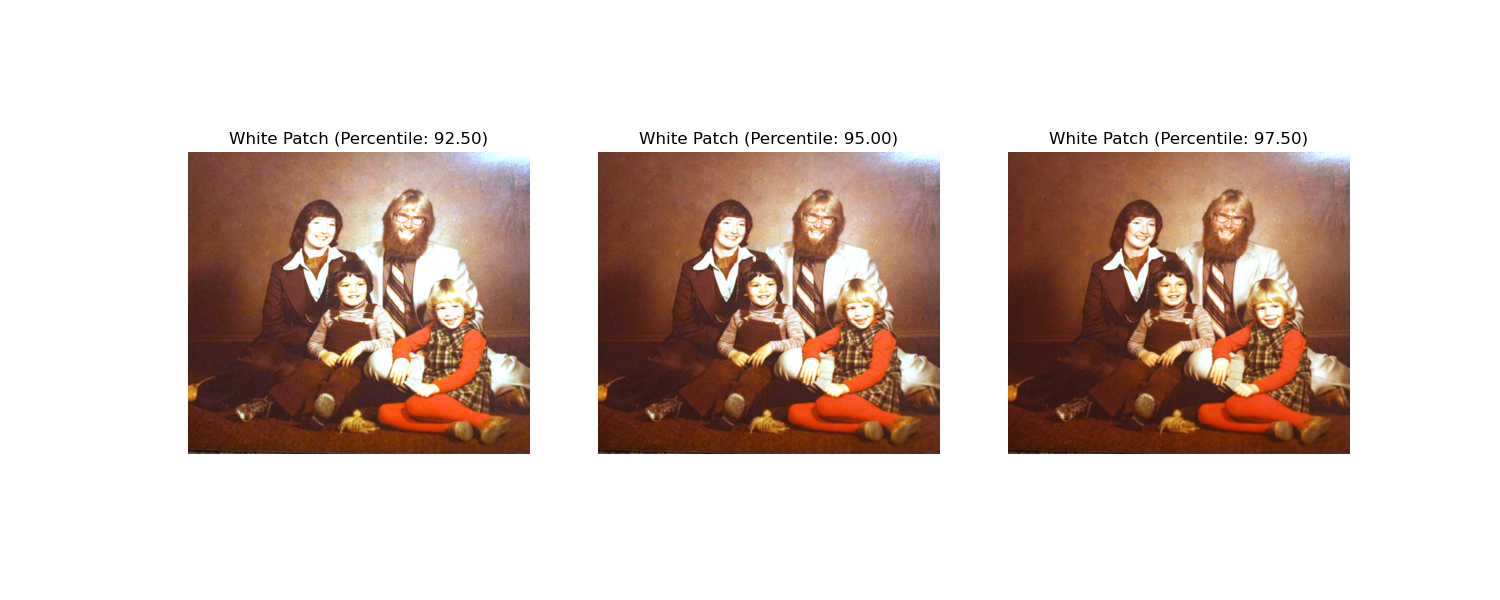 White Patch (Percentile: 92.50)
White Patch (Percentile: 95.00)
White Patch (Percentile: 97.50)